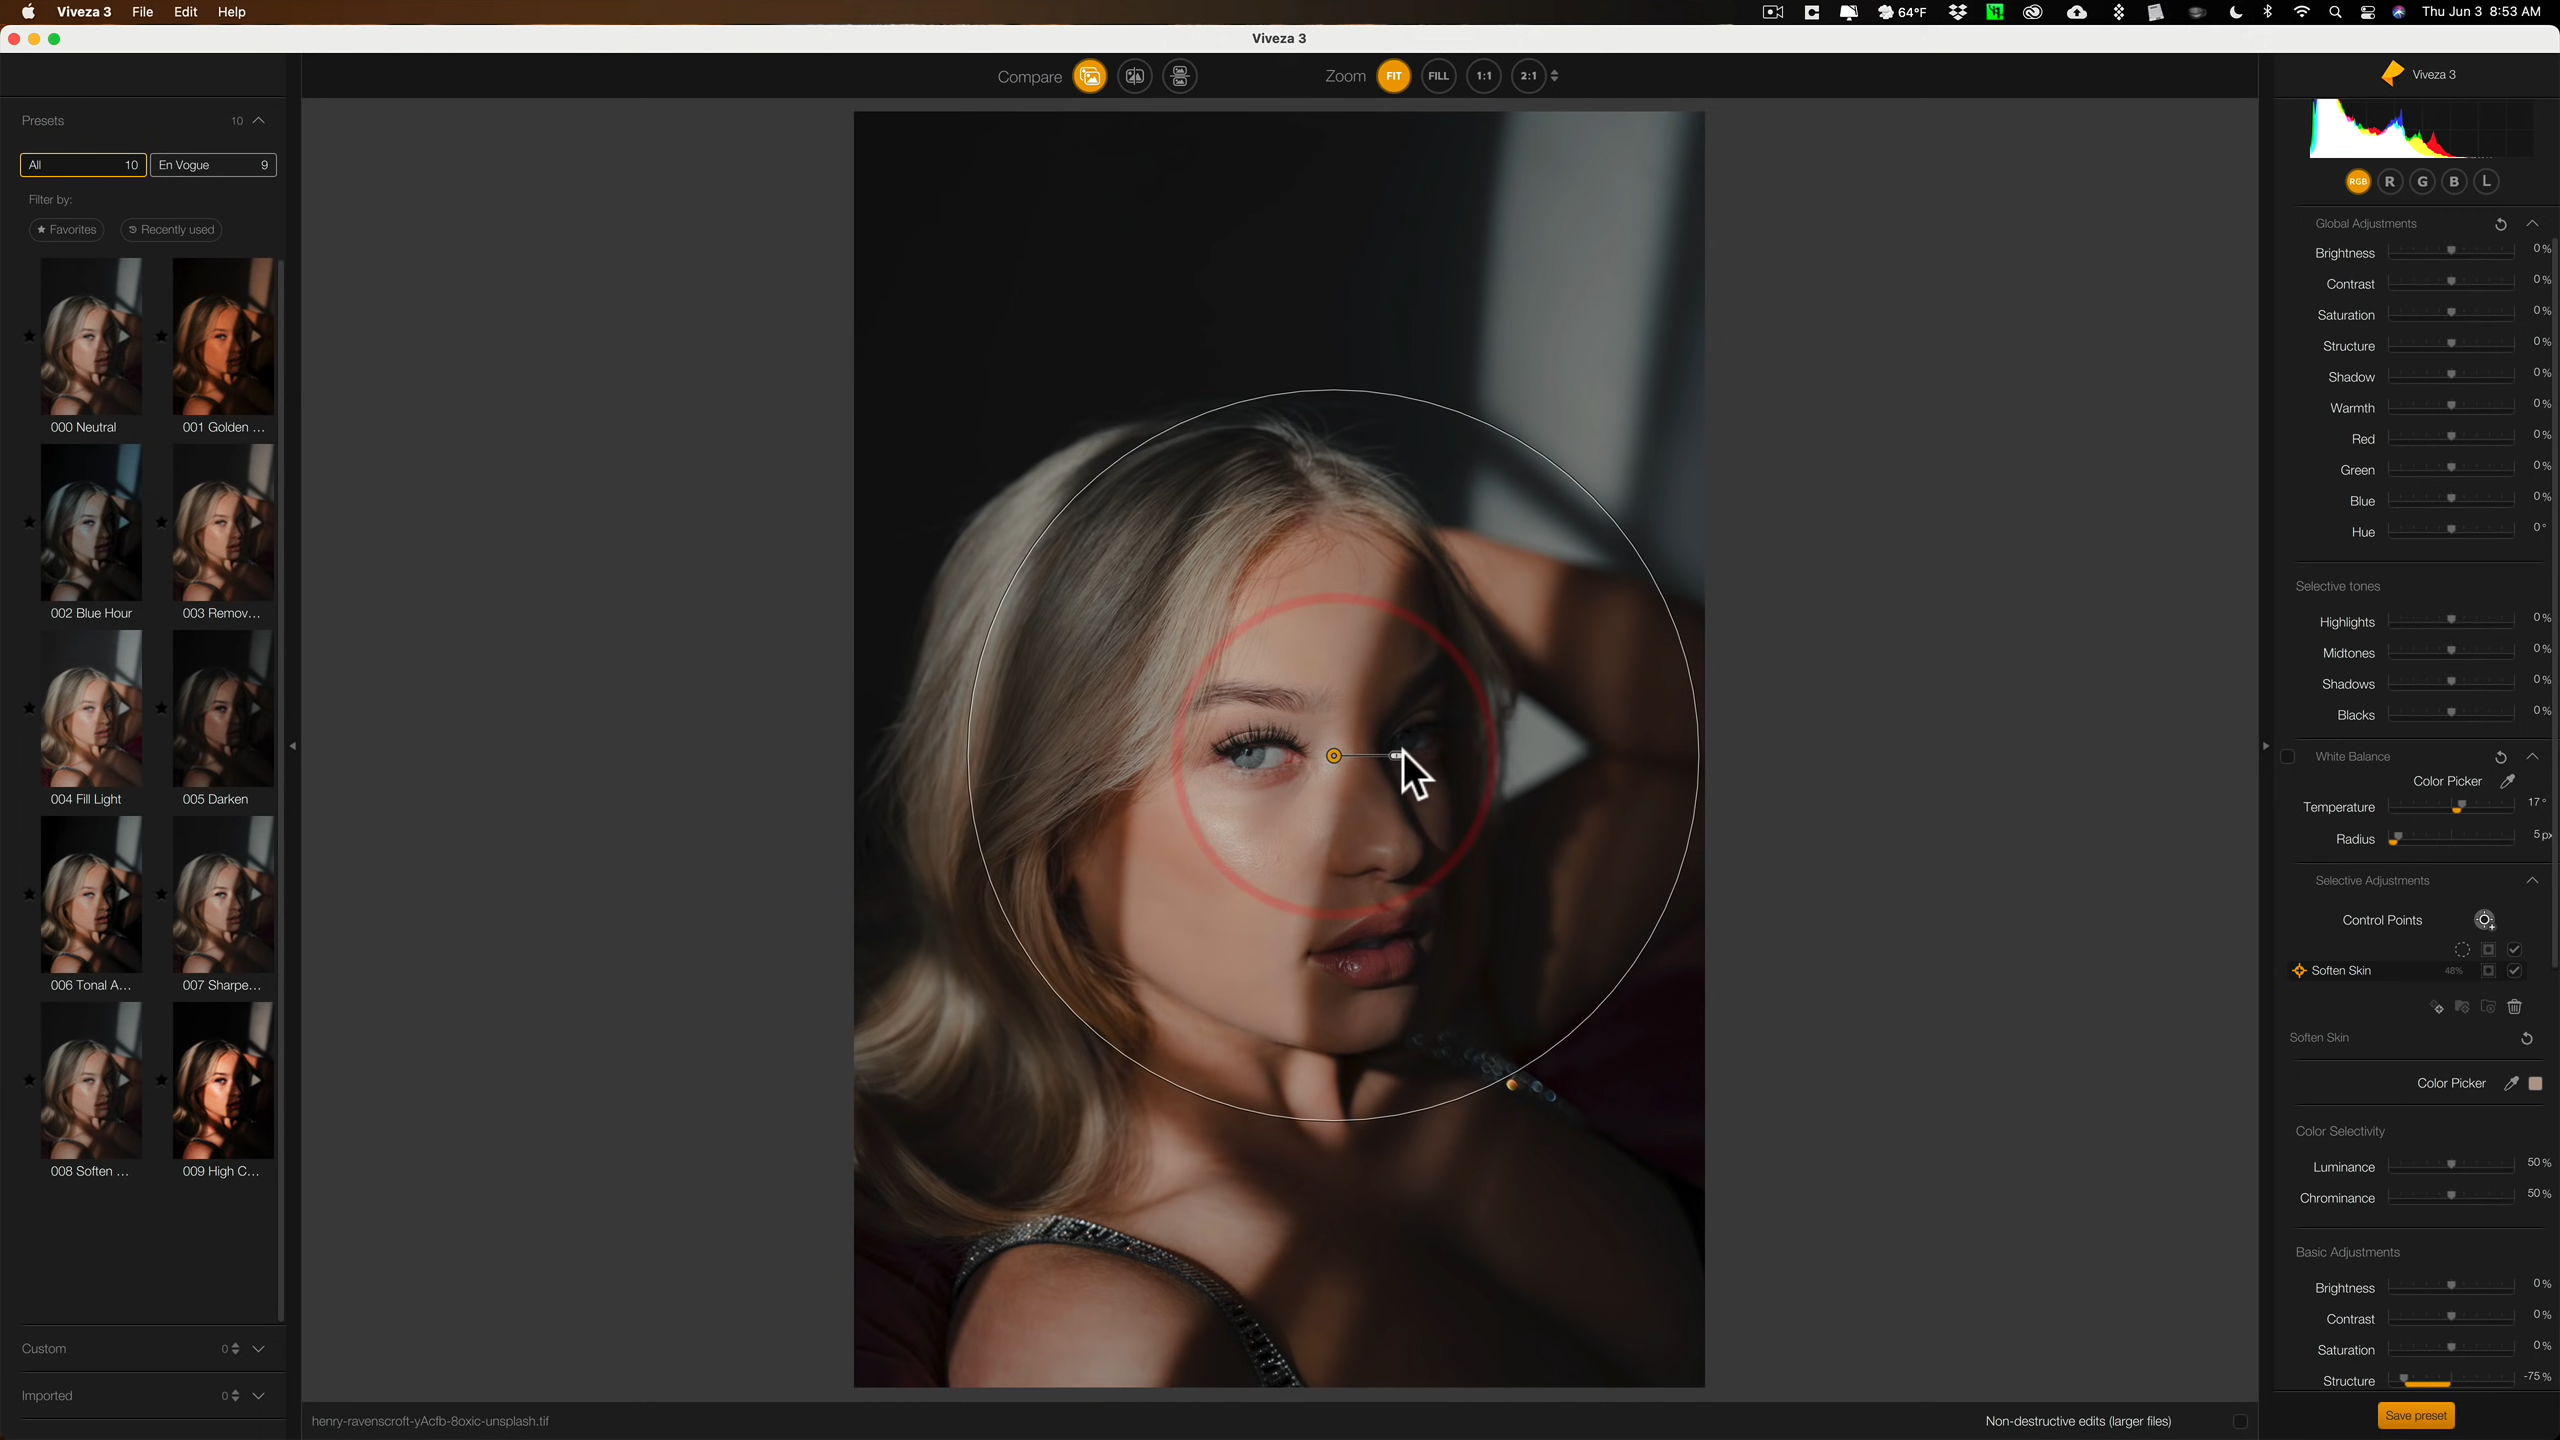 Viveza 3 File Edit Help 64°F Thu Jun 3 8:53 AM
Viveza 3
Compare Zoom FIT FILL 1:1 2:1
Viveza 3
Presets 10
All 10 En Vogue 9
Filter by:
Favorites Recently used
000 Neutral 001 Golden ...
002 Blue Hour 003 Remov...
004 Fill Light 005 Darken
006 Tonal A... 007 Sharpe...
008 Soften ... 009 High C...
Custom 0
Imported 0
henry-ravenscroft-yAcfb-8oxic-unsplash.tif
Non-destructive edits (larger files)
RGB R G B L
Global Adjustments
Brightness 0 %
Contrast 0 %
Saturation 0 %
Structure 0 %
Shadow 0 %
Warmth 0 %
Red 0 %
Green 0 %
Blue 0 %
Hue 0 °
Selective tones
Highlights 0 %
Midtones 0 %
Shadows 0 %
Blacks 0 %
White Balance
Color Picker
Temperature 17 °
Radius 5 px
Selective Adjustments
Control Points
Soften Skin 48%
Soften Skin
Color Picker
Color Selectivity
Luminance 50 %
Chrominance 50 %
Basic Adjustments
Brightness 0 %
Contrast 0 %
Saturation 0 %
Structure -75 %
Save preset